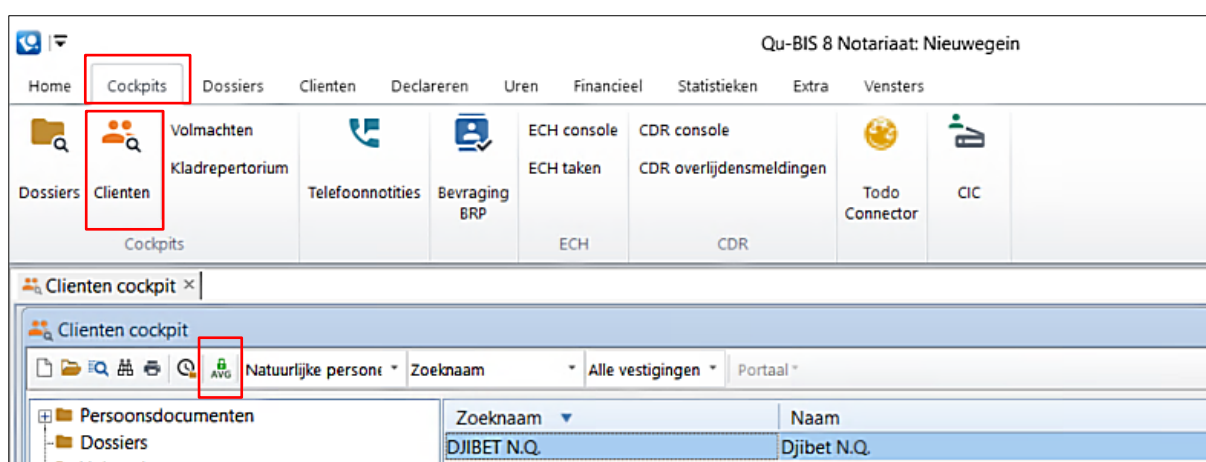 Qu-BIS 8 Notariaat: Nieuwegein
Home Cockpits Dossiers Clienten Declareren Uren Financieel Statistieken Extra Vensters
Volmachten ECH console CDR console
Kladrepertorium ECH taken CDR overlijdensmeldingen
Dossiers Clienten Telefoonnotities Bevraging BRP Todo Connector CIC
Cockpits ECH CDR
Clienten cockpit
Clienten cockpit
AVG Natuurlijke persone Zoeknaam Alle vestigingen Portaal
Persoonsdocumenten Zoeknaam Naam
Dossiers DJIBET N.Q. Djibet N.Q.